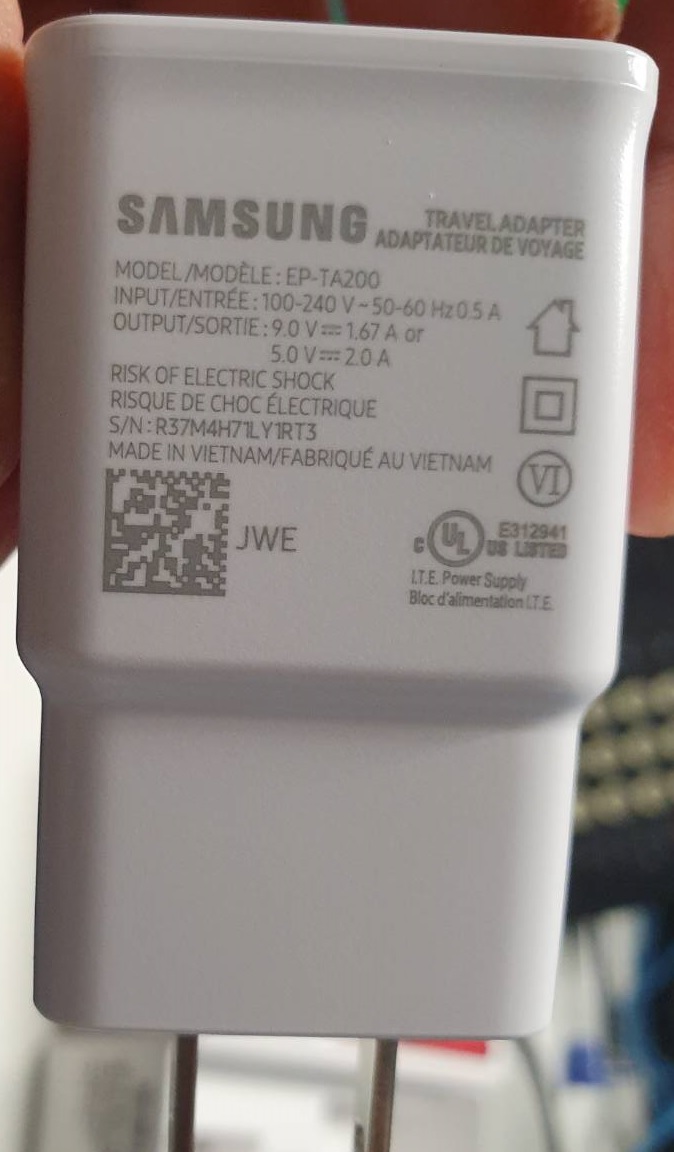 SAMSUNG
TRAVEL ADAPTER
ADAPTATEUR DE VOYAGE
MODEL/MODÈLE : EP-TA200
INPUT/ENTRÉE : 100-240 V ~ 50-60 Hz 0.5 A
OUTPUT/SORTIE : 9.0 V⎓1.67 A or
5.0 V⎓2.0 A
RISK OF ELECTRIC SHOCK
RISQUE DE CHOC ÉLECTRIQUE
S/N : R37M4H71LY1RT3
MADE IN VIETNAM/FABRIQUÉ AU VIETNAM
VI
JWE
c UL US LISTED
E312941
I.T.E. Power Supply
Bloc d'alimentation I.T.E.